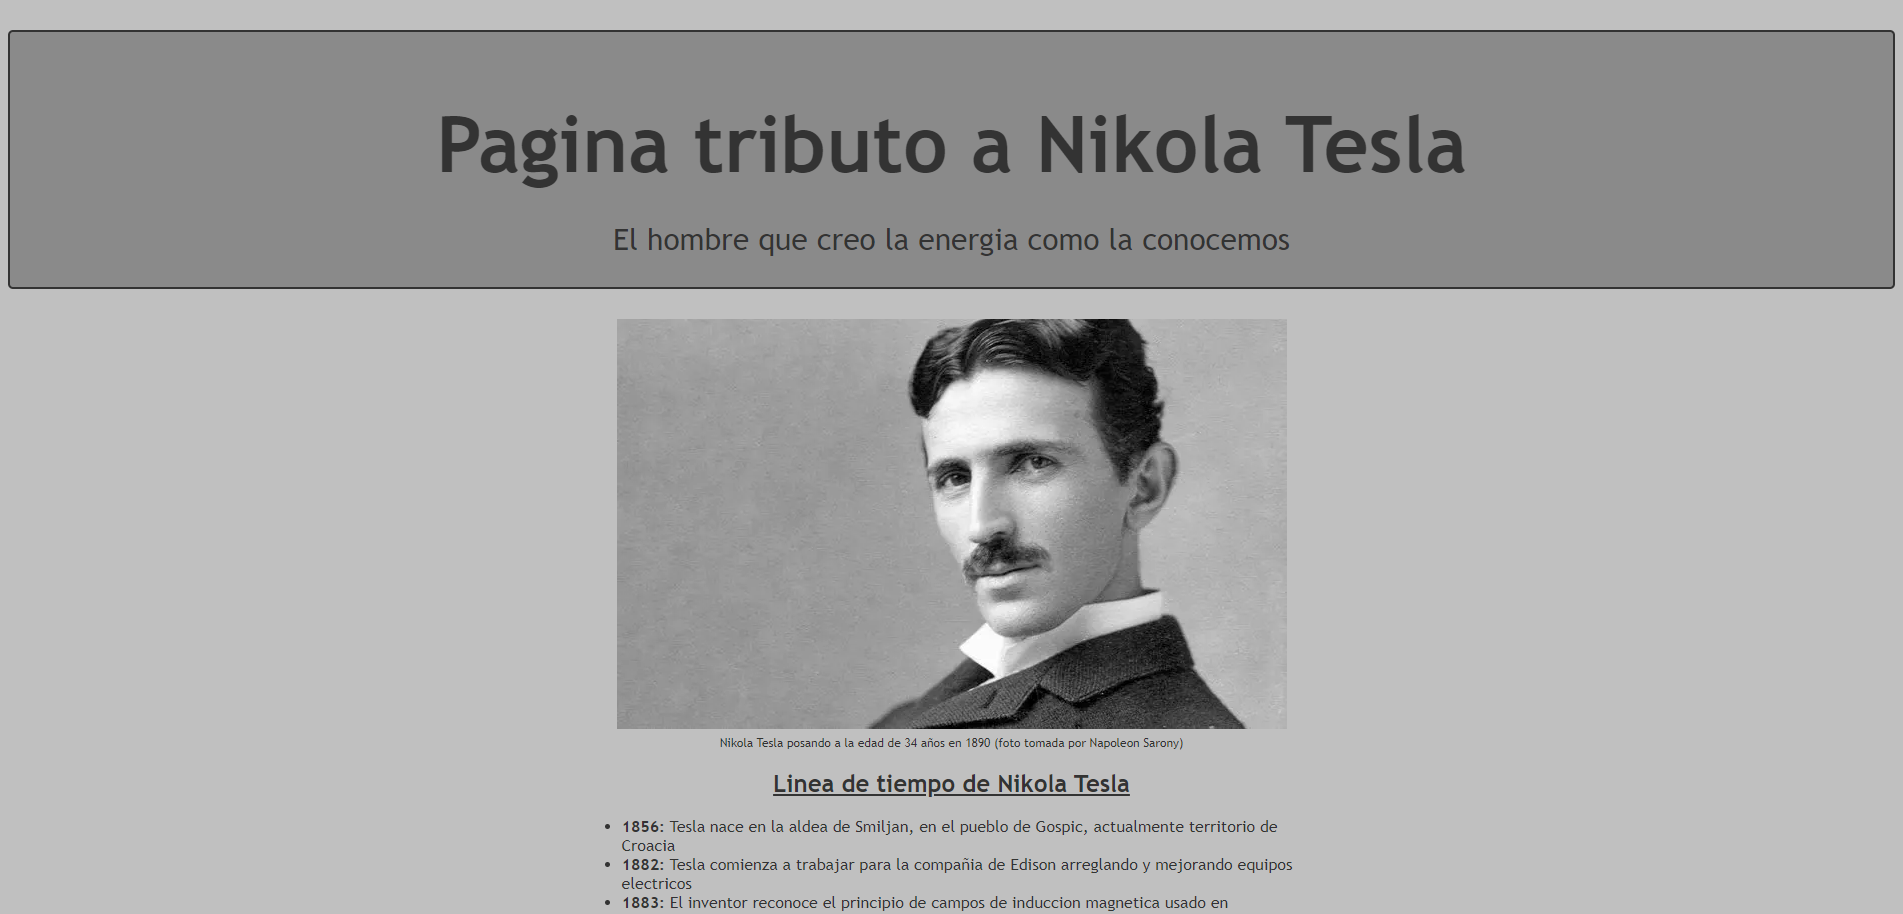 Pagina tributo a Nikola Tesla
El hombre que creo la energia como la conocemos
Nikola Tesla posando a la edad de 34 años en 1890 (foto tomada por Napoleon Sarony)
Linea de tiempo de Nikola Tesla
1856: Tesla nace en la aldea de Smiljan, en el pueblo de Gospic, actualmente territorio de
Croacia
1882: Tesla comienza a trabajar para la compañia de Edison arreglando y mejorando equipos
electricos
1883: El inventor reconoce el principio de campos de induccion magnetica usado en